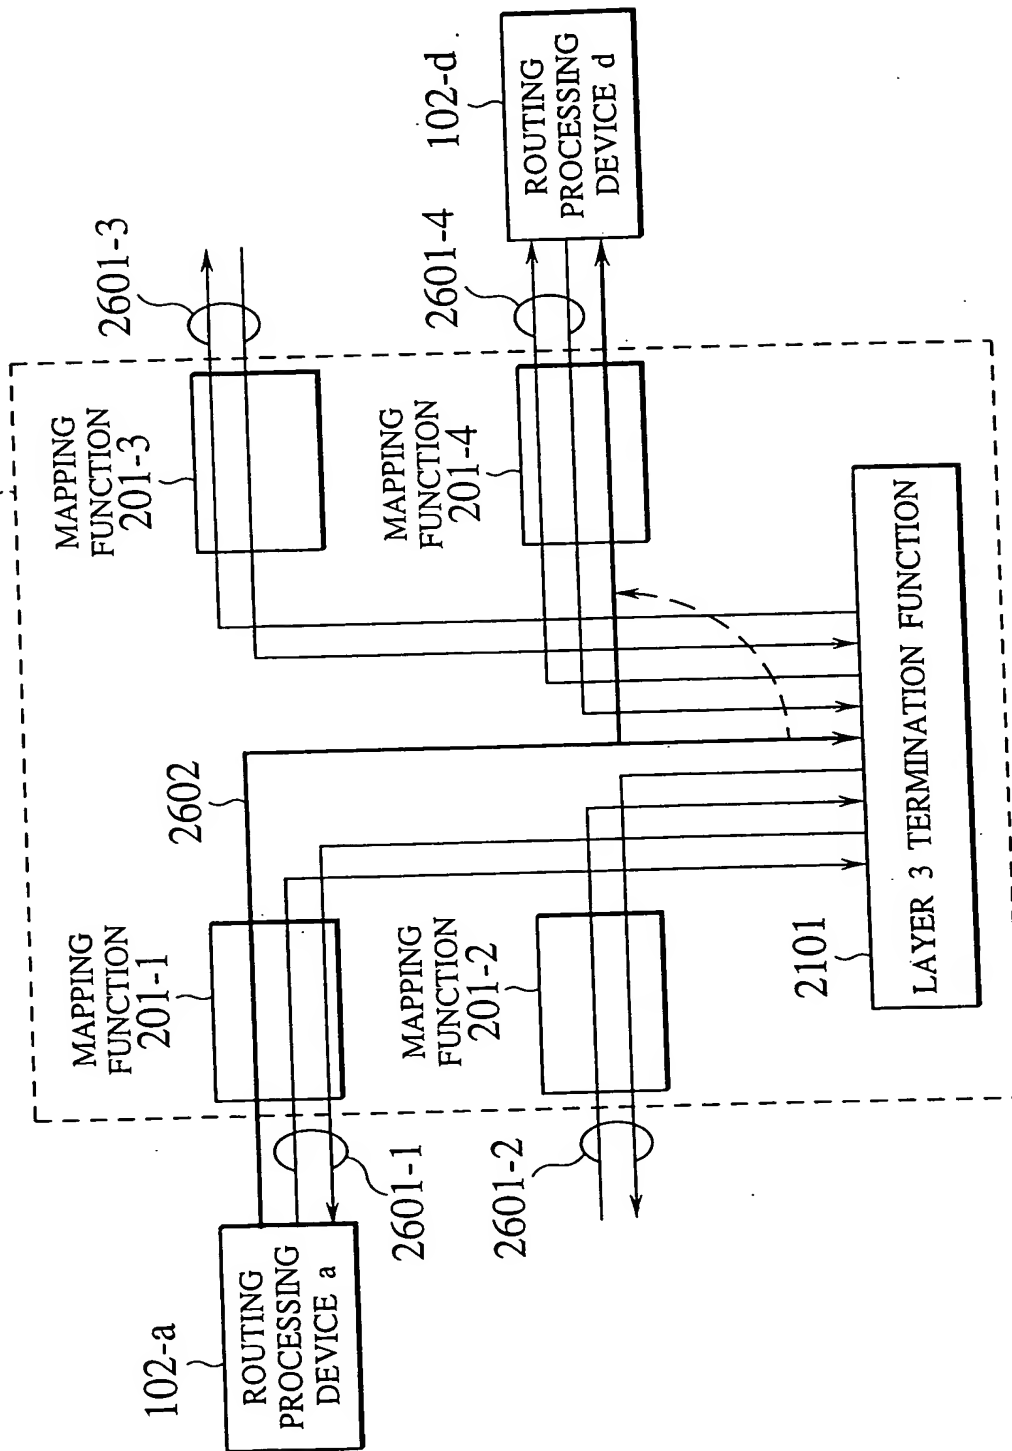 102-a
ROUTING
PROCESSING
DEVICE a
2601-1
MAPPING
FUNCTION
201-1
2602
MAPPING
FUNCTION
201-3
2601-3
2601-2
MAPPING
FUNCTION
201-2
MAPPING
FUNCTION
201-4
2601-4
102-d
ROUTING
PROCESSING
DEVICE d
2101
LAYER 3 TERMINATION FUNCTION